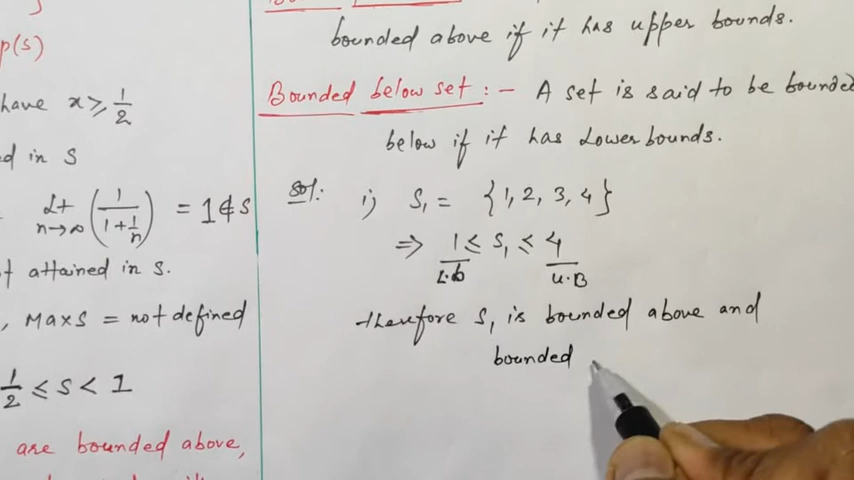 p(s)
have x ≥ 1/2
ed in S
Lt n→∞ (1/(1+1/n)) = 1 ∉ S
t attained in S.
, Max S = not defined
1/2 ≤ S < 1
are bounded above,
bounded above if it has upper bounds.
Bounded below set :- A set is said to be bounded
below if it has Lower bounds.
Sol: i) S₁ = {1, 2, 3, 4}
⇒ 1 ≤ S₁ ≤ 4
L.b u.B
Therefore S₁ is bounded above and
bounded